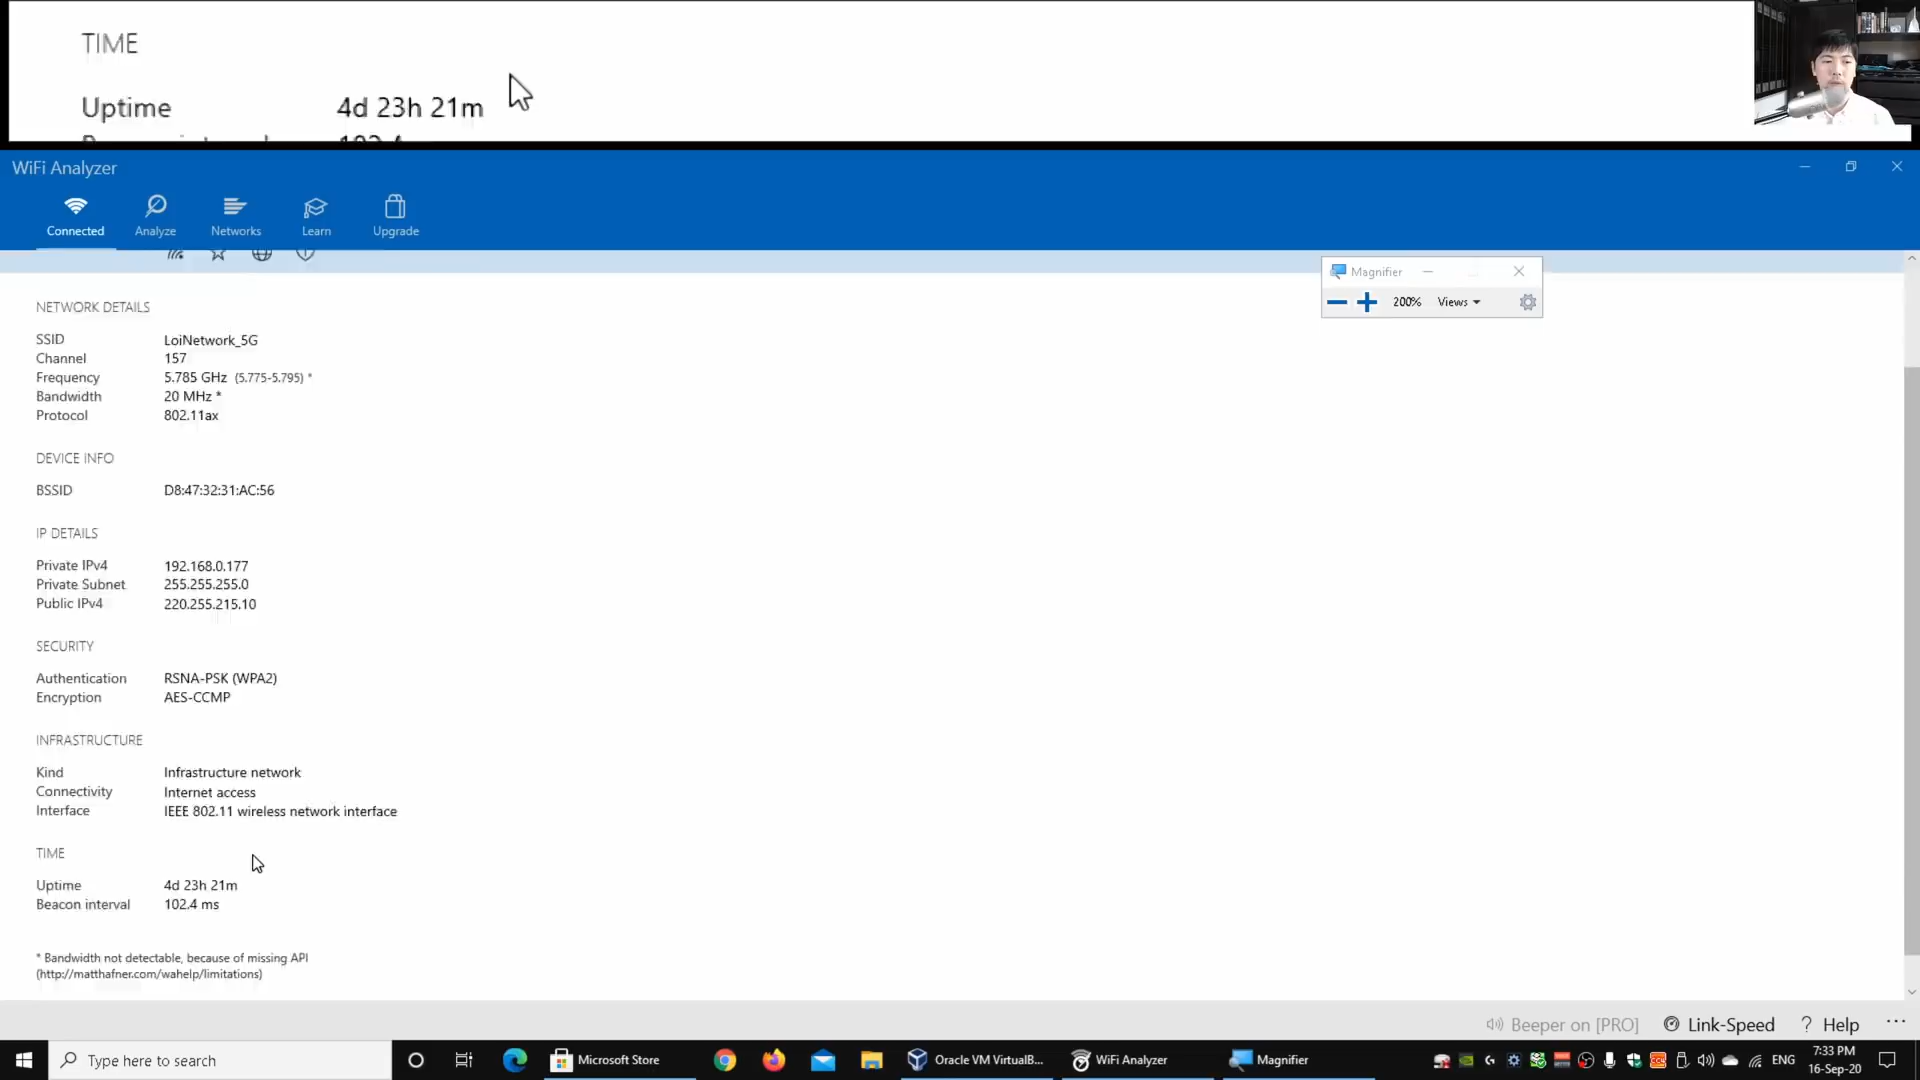 TIME
Uptime 4d 23h 21m
WiFi Analyzer
Connected Analyze Networks Learn Upgrade
Magnifier
200% Views
NETWORK DETAILS
SSID LoiNetwork_5G
Channel 157
Frequency 5.785 GHz (5.775-5.795) *
Bandwidth 20 MHz *
Protocol 802.11ax
DEVICE INFO
BSSID D8:47:32:31:AC:56
IP DETAILS
Private IPv4 192.168.0.177
Private Subnet 255.255.255.0
Public IPv4 220.255.215.10
SECURITY
Authentication RSNA-PSK (WPA2)
Encryption AES-CCMP
INFRASTRUCTURE
Kind Infrastructure network
Connectivity Internet access
Interface IEEE 802.11 wireless network interface
TIME
Uptime 4d 23h 21m
Beacon interval 102.4 ms
* Bandwidth not detectable, because of missing API
(http://matthafner.com/wahelp/limitations)
Beeper on [PRO] Link-Speed ? Help ...
Type here to search Microsoft Store Oracle VM VirtualB... WiFi Analyzer Magnifier ENG 7:33 PM
16-Sep-20